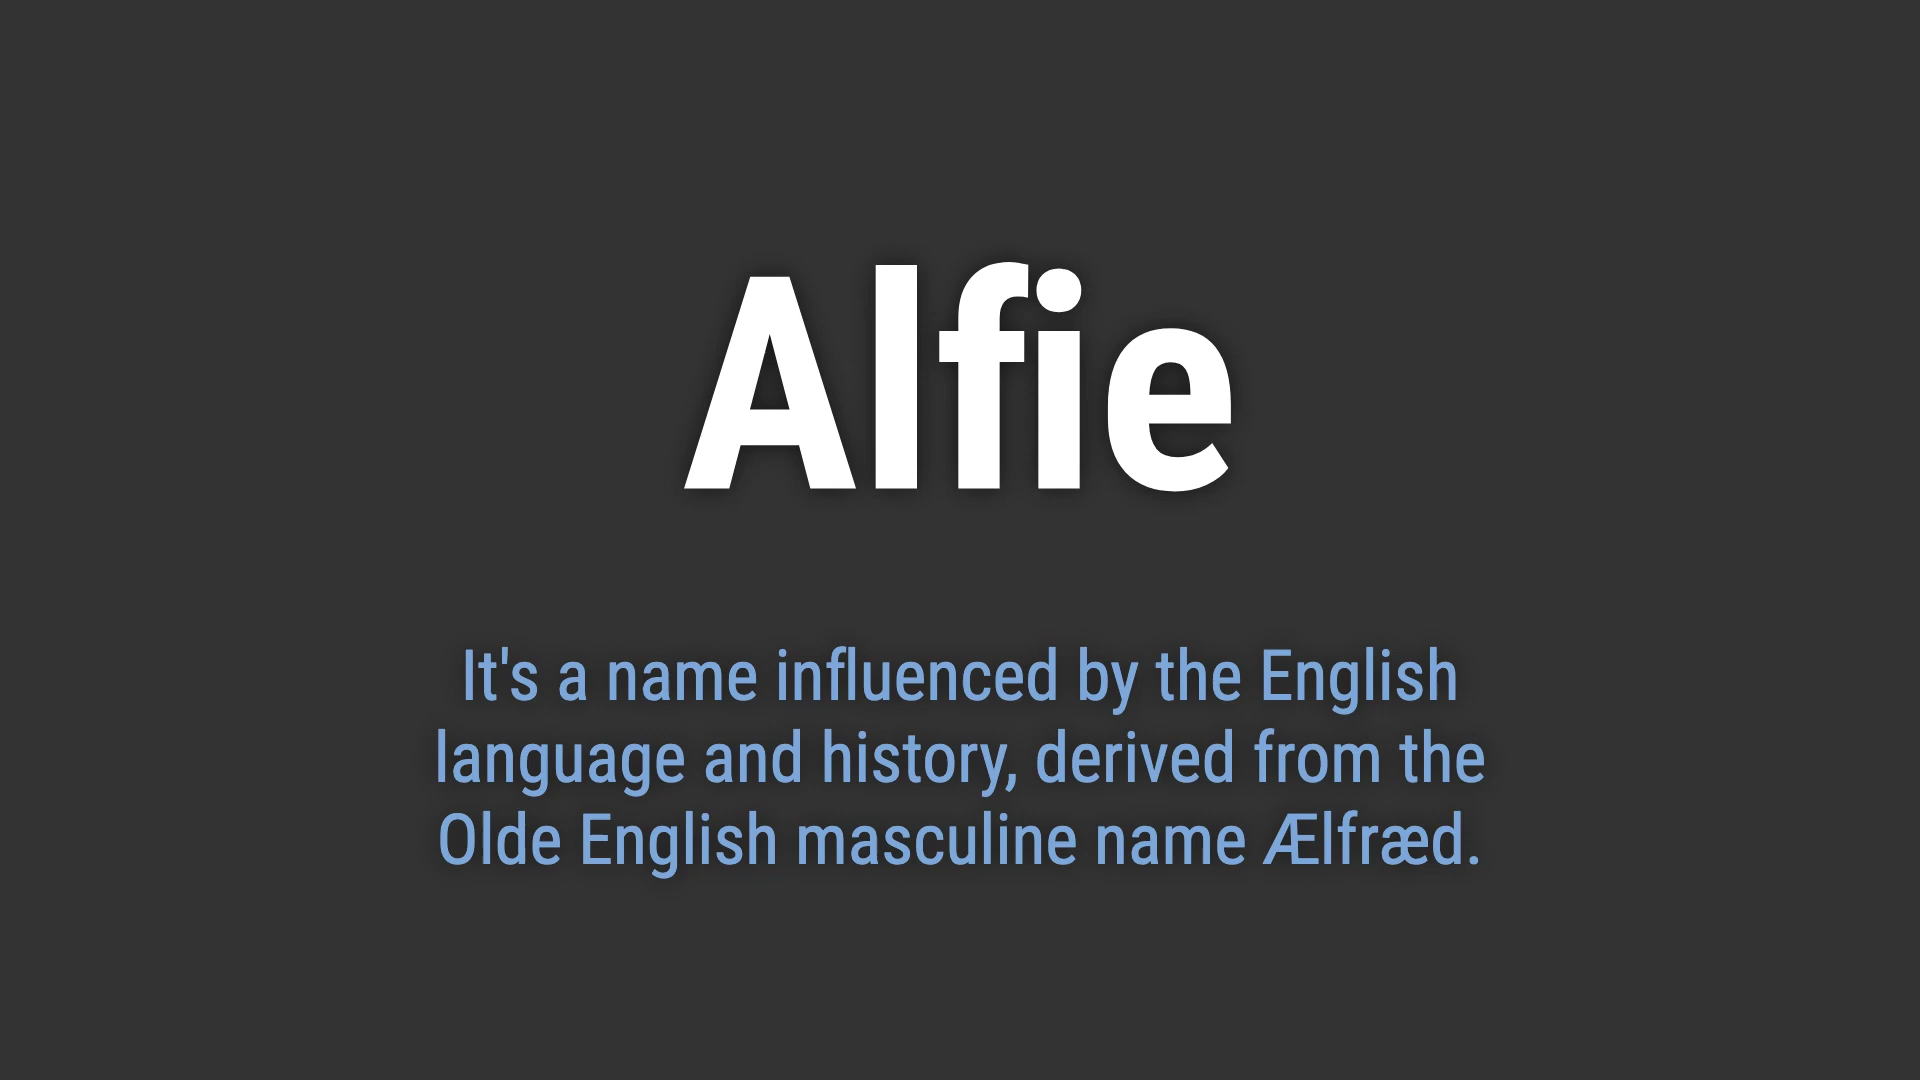 Alfie
It's a name influenced by the English
language and history, derived from the
Olde English masculine name Ælfræd.